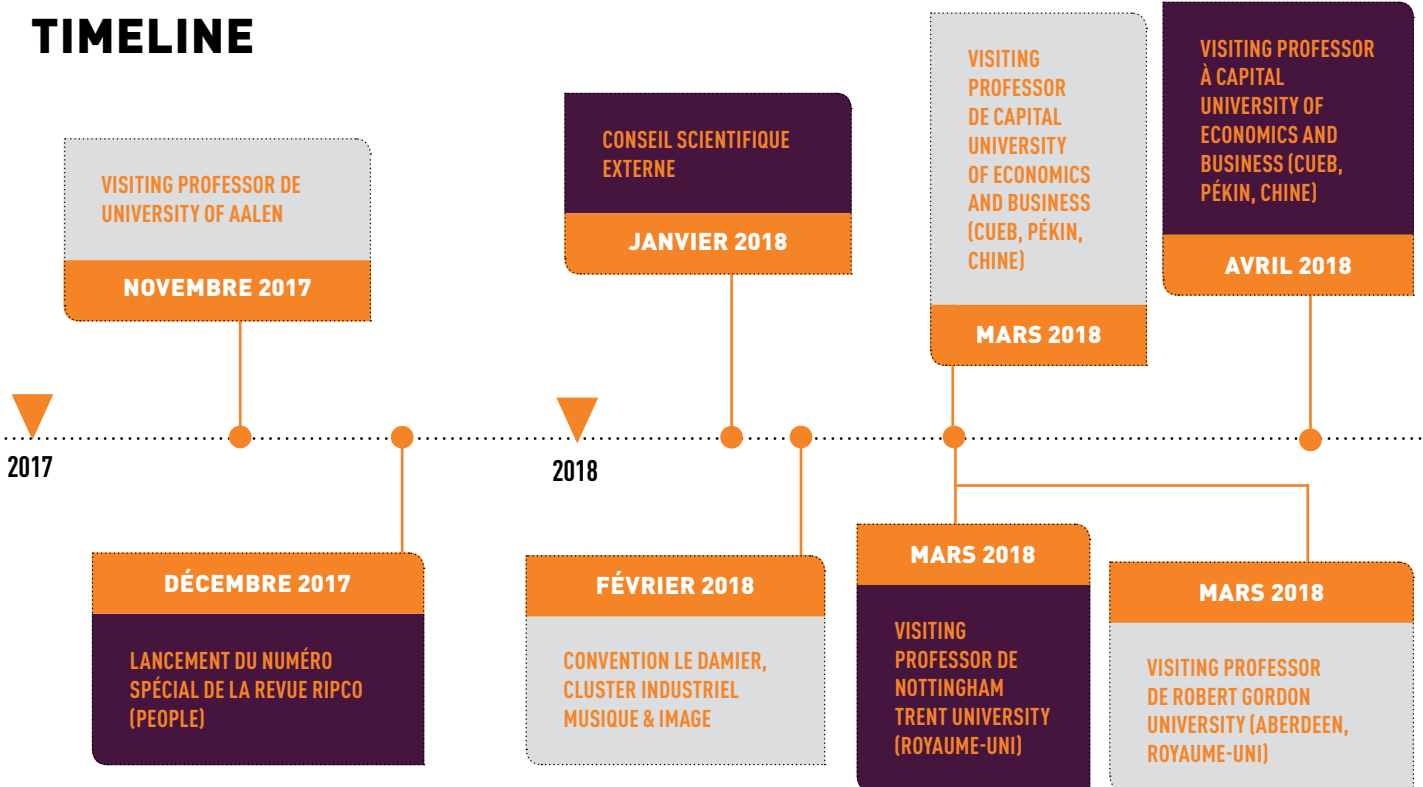 TIMELINE
VISITING PROFESSOR DE
UNIVERSITY OF AALEN
NOVEMBRE 2017
CONSEIL SCIENTIFIQUE
EXTERNE
JANVIER 2018
VISITING
PROFESSOR
DE CAPITAL
UNIVERSITY
OF ECONOMICS
AND BUSINESS
(CUEB, PÉKIN,
CHINE)
MARS 2018
VISITING PROFESSOR
À CAPITAL
UNIVERSITY OF
ECONOMICS AND
BUSINESS (CUEB,
PÉKIN, CHINE)
AVRIL 2018
2017
2018
DÉCEMBRE 2017
LANCEMENT DU NUMÉRO
SPÉCIAL DE LA REVUE RIPCO
(PEOPLE)
FÉVRIER 2018
CONVENTION LE DAMIER,
CLUSTER INDUSTRIEL
MUSIQUE & IMAGE
MARS 2018
VISITING
PROFESSOR DE
NOTTINGHAM
TRENT UNIVERSITY
(ROYAUME-UNI)
MARS 2018
VISITING PROFESSOR
DE ROBERT GORDON
UNIVERSITY (ABERDEEN,
ROYAUME-UNI)